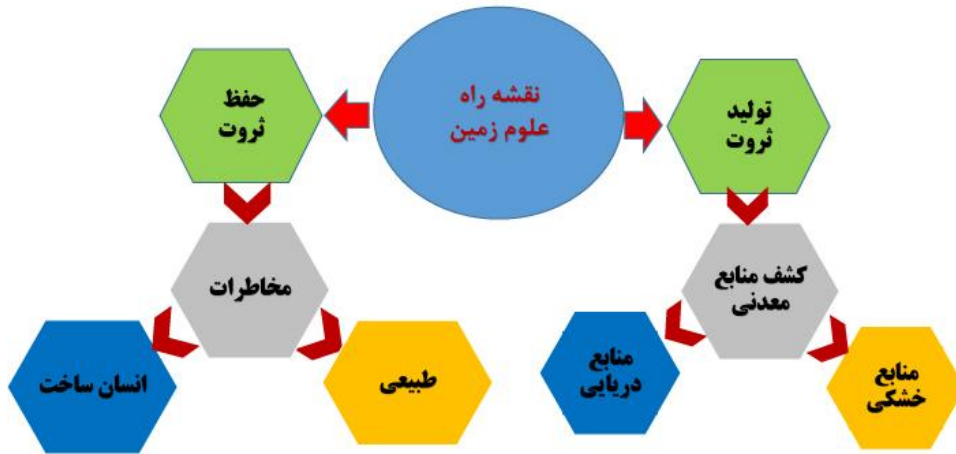 نقشه راه
علوم زمین
تولید
ثروت
حفظ
ثروت
کشف منابع
معدنی
مخاطرات
منابع
خشکی
منابع
دریایی
طبیعی
انسان ساخت